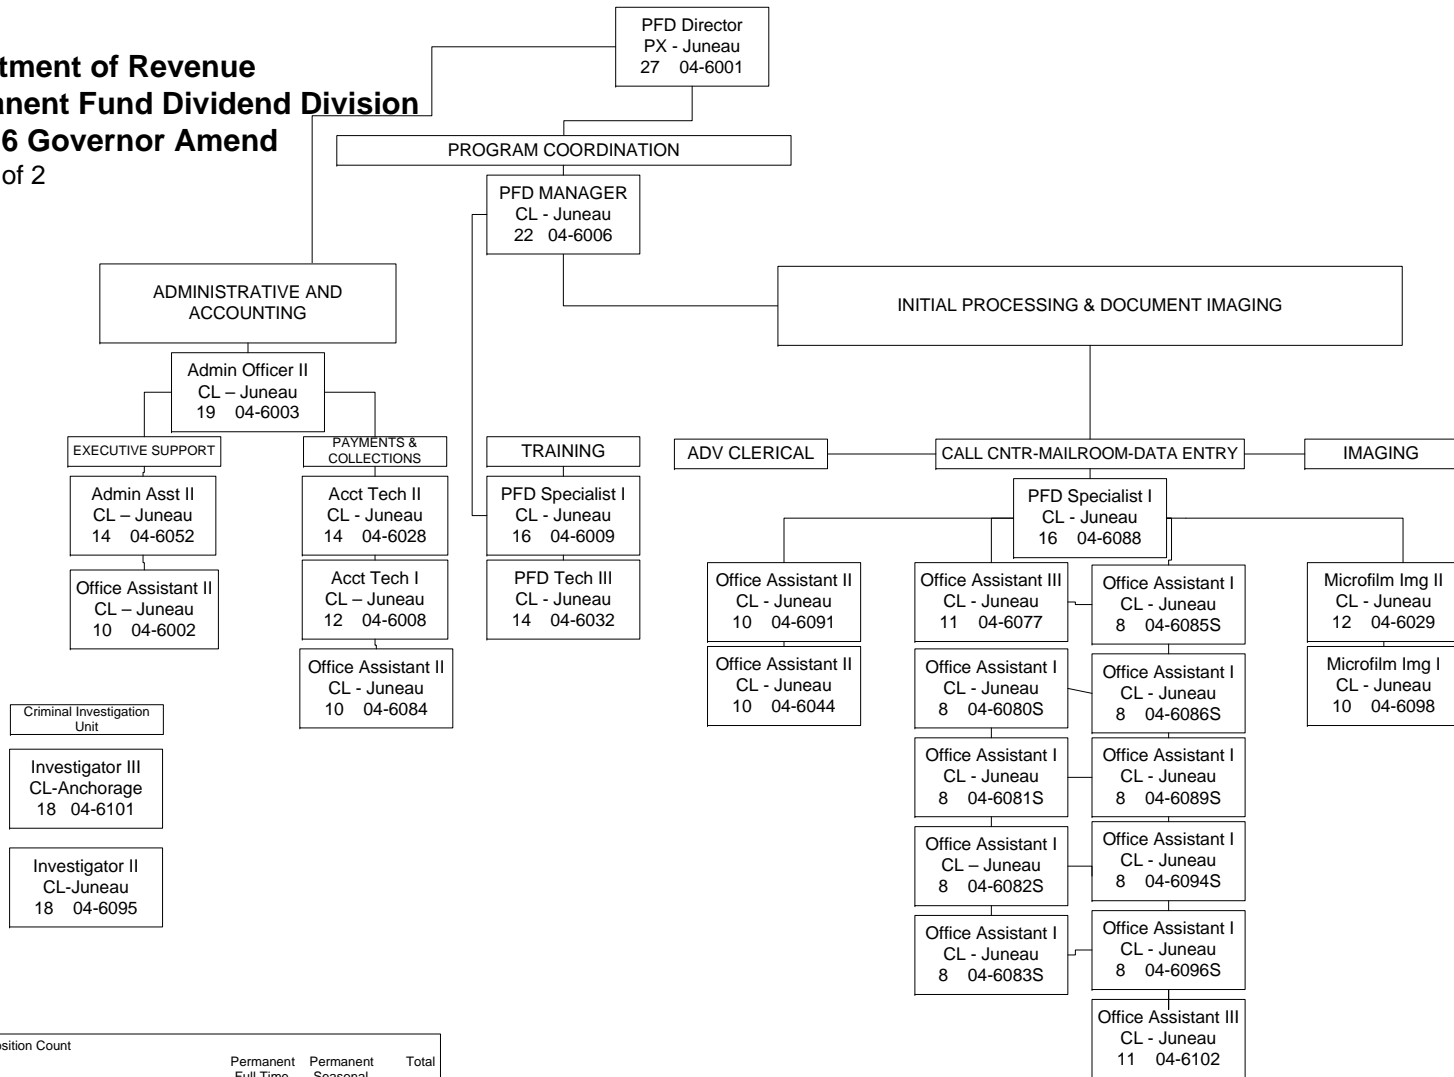 PFD Director
PX - Juneau
27 04-6001
of Revenue
Fund Dividend Division
Governor Amend
of 2
PROGRAM COORDINATION
PFD MANAGER
CL - Juneau
22 04-6006
ADMINISTRATIVE AND
ACCOUNTING
INITIAL PROCESSING & DOCUMENT IMAGING
Admin Officer II
CL – Juneau
19 04-6003
EXECUTIVE SUPPORT
PAYMENTS &
COLLECTIONS
TRAINING
ADV CLERICAL
CALL CNTR-MAILROOM-DATA ENTRY
IMAGING
Admin Asst II
CL – Juneau
14 04-6052
Office Assistant II
CL – Juneau
10 04-6002
Acct Tech II
CL - Juneau
14 04-6028
Acct Tech I
CL – Juneau
12 04-6008
Office Assistant II
CL - Juneau
10 04-6084
PFD Specialist I
CL - Juneau
16 04-6009
PFD Tech III
CL - Juneau
14 04-6032
PFD Specialist I
CL - Juneau
16 04-6088
Office Assistant II
CL - Juneau
10 04-6091
Office Assistant II
CL - Juneau
10 04-6044
Office Assistant III
CL - Juneau
11 04-6077
Office Assistant I
CL - Juneau
8 04-6080S
Office Assistant I
CL - Juneau
8 04-6081S
Office Assistant I
CL – Juneau
8 04-6082S
Office Assistant I
CL - Juneau
8 04-6083S
Office Assistant I
CL - Juneau
8 04-6085S
Office Assistant I
CL - Juneau
8 04-6086S
Office Assistant I
CL - Juneau
8 04-6089S
Office Assistant I
CL - Juneau
8 04-6094S
Office Assistant I
CL - Juneau
8 04-6096S
Office Assistant III
CL - Juneau
11 04-6102
Microfilm Img II
CL - Juneau
12 04-6029
Microfilm Img I
CL - Juneau
10 04-6098
Criminal Investigation
Unit
Investigator III
CL-Anchorage
18 04-6101
Investigator II
CL-Juneau
18 04-6095
Count
Permanent Permanent Total
Full Time Seasonal